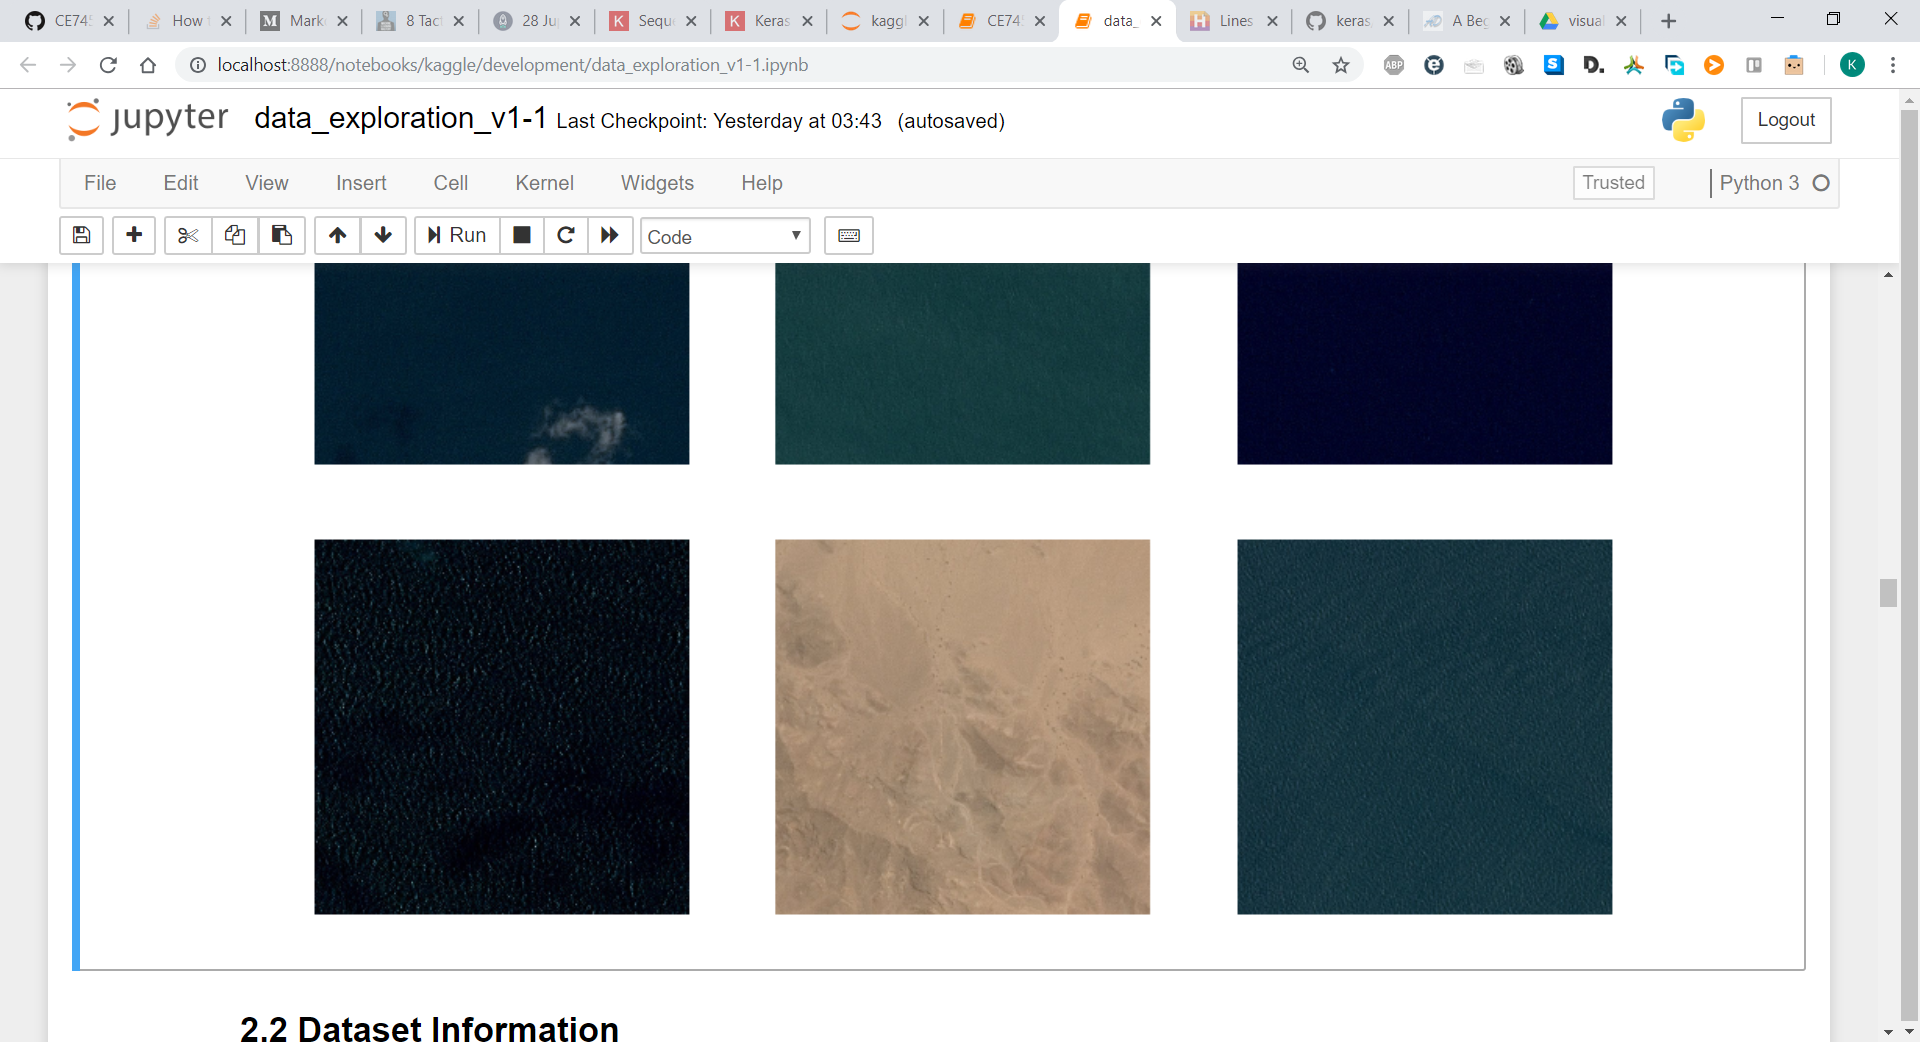 CE74 How Mark 8 Tact 28 Ju Sequ Keras kaggl CE74 data_ Lines keras A Beg visual
localhost:8888/notebooks/kaggle/development/data_exploration_v1-1.ipynb ABP S D. K
jupyter data_exploration_v1-1 Last Checkpoint: Yesterday at 03:43 (autosaved) Logout
File Edit View Insert Cell Kernel Widgets Help Trusted Python 3
Run Code
2.2 Dataset Information